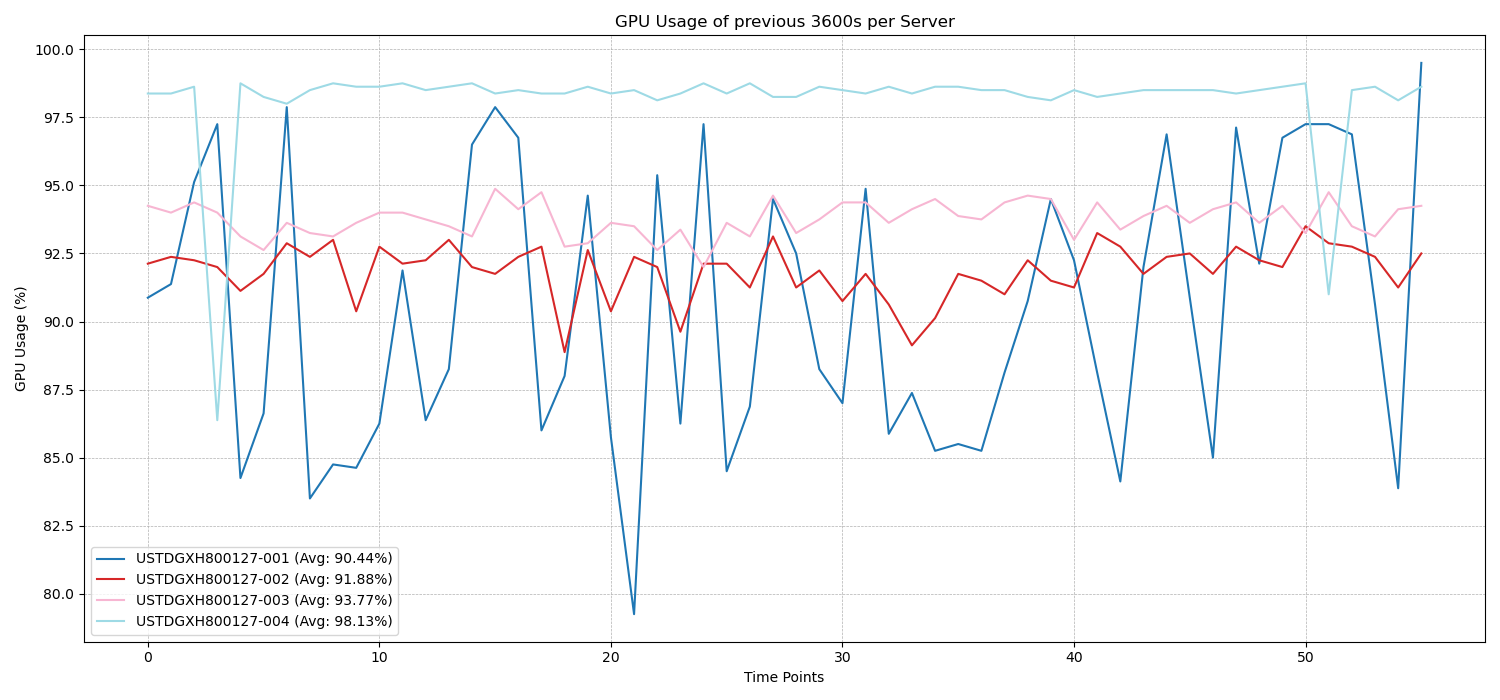 GPU Usage of previous 3600s per Server
100.0
97.5
95.0
92.5
90.0
87.5
85.0
82.5
80.0
GPU Usage (%)
USTDGXH800127-001 (Avg: 90.44%)
USTDGXH800127-002 (Avg: 91.88%)
USTDGXH800127-003 (Avg: 93.77%)
USTDGXH800127-004 (Avg: 98.13%)
0 10 20 30 40 50
Time Points